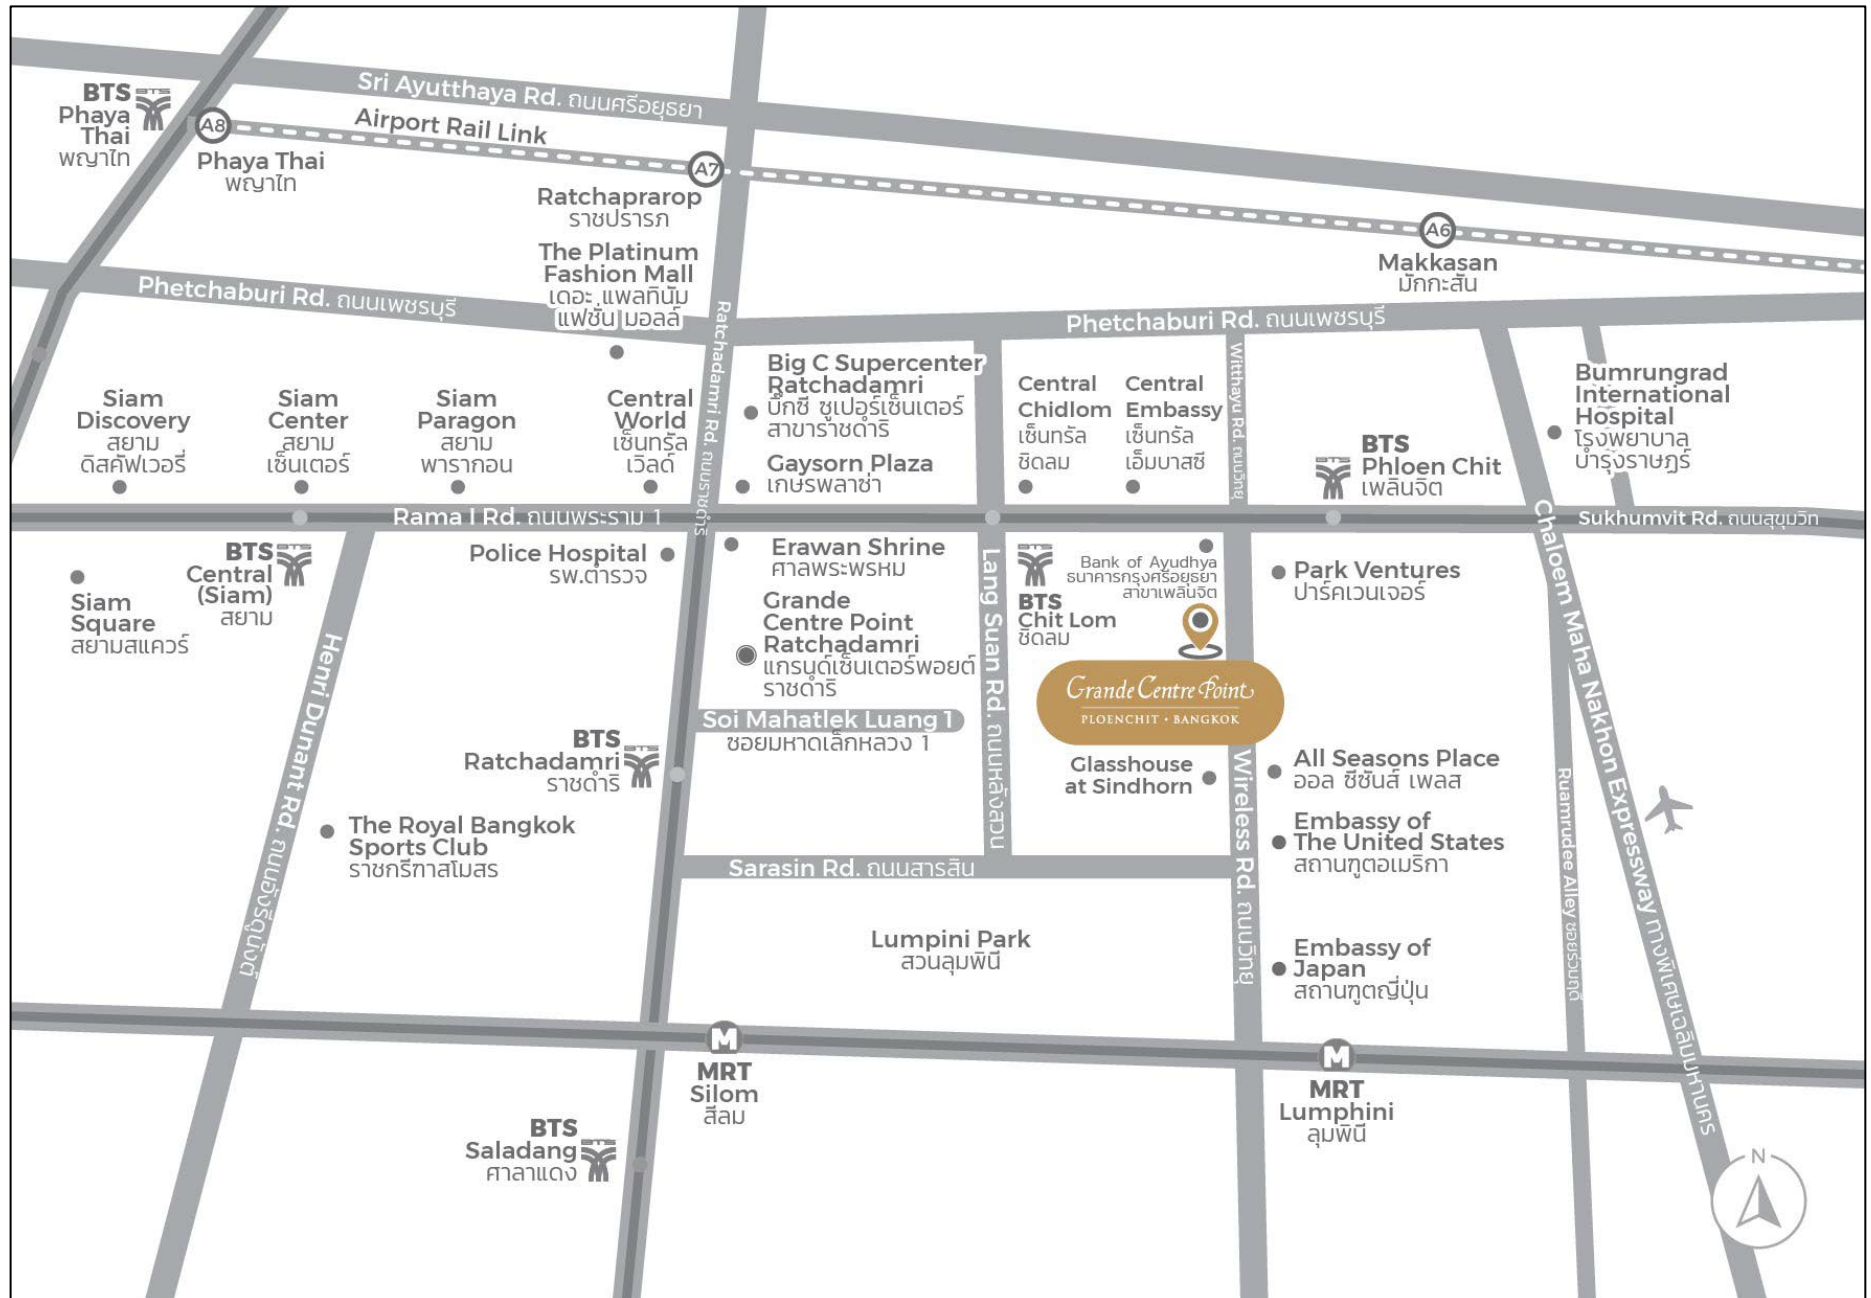 Sri Ayutthaya Rd. ถนนศรีอยุธยา
BTS
Phaya
Thai
พญาไท
BTS
A8
Phaya Thai
พญาไท
Airport Rail Link
A7
Ratchaprarop
ราชปรารภ
A6
Makkasan
มักกะสัน
The Platinum
Fashion Mall
เดอะ แพลทินัม
แฟชั่น มอลล์
Phetchaburi Rd. ถนนเพชรบุรี
Phetchaburi Rd. ถนนเพชรบุรี
Ratchadamri Rd. ถนนราชดำริ
Siam
Discovery
สยาม
ดิสคัฟเวอรี่
Siam
Center
สยาม
เซ็นเตอร์
Siam
Paragon
สยาม
พารากอน
Central
World
เซ็นทรัล
เวิลด์
Big C Supercenter
Ratchadamri
บิ๊กซี ซูเปอร์เซ็นเตอร์
สาขาราชดำริ
Gaysorn Plaza
เกษรพลาซ่า
Central
Chidlom
เซ็นทรัล
ชิดลม
Central
Embassy
เซ็นทรัล
เอ็มบาสซี
Witthayu Rd. ถนนวิทยุ
BTS
BTS
Phloen Chit
เพลินจิต
Bumrungrad
International
Hospital
โรงพยาบาล
บำรุงราษฎร์
Rama I Rd. ถนนพระราม 1
Sukhumvit Rd. ถนนสุขุมวิท
Siam
Square
สยามสแควร์
BTS
Central
(Siam)
สยาม
BTS
Police Hospital
รพ.ตำรวจ
Erawan Shrine
ศาลพระพรหม
Grande
Centre Point
Ratchadamri
แกรนด์เซ็นเตอร์พอยต์
ราชดำริ
Soi Mahatlek Luang 1
ซอยมหาดเล็กหลวง 1
Lang Suan Rd. ถนนหลังสวน
BTS
BTS
Chit Lom
ชิดลม
Bank of Ayudhya
ธนาคารกรุงศรีอยุธยา
สาขาเพลินจิต
Grande Centre Point
PLOENCHIT • BANGKOK
Park Ventures
ปาร์คเวนเจอร์
Henri Dunant Rd. ถนนอังรีดูนังต์
BTS
Ratchadamri
ราชดำริ
BTS
Glasshouse
at Sindhorn
Wireless Rd. ถนนวิทยุ
All Seasons Place
ออล ซีซันส์ เพลส
Embassy of
The United States
สถานทูตอเมริกา
Embassy of
Japan
สถานทูตญี่ปุ่น
Ruamrudee Alley ซอยร่วมฤดี
Chaloem Maha Nakhon Expressway ทางพิเศษเฉลิมมหานคร
The Royal Bangkok
Sports Club
ราชกรีฑาสโมสร
Sarasin Rd. ถนนสารสิน
Lumpini Park
สวนลุมพินี
M
MRT
Silom
สีลม
M
MRT
Lumphini
ลุมพินี
BTS
Saladang
ศาลาแดง
BTS
N